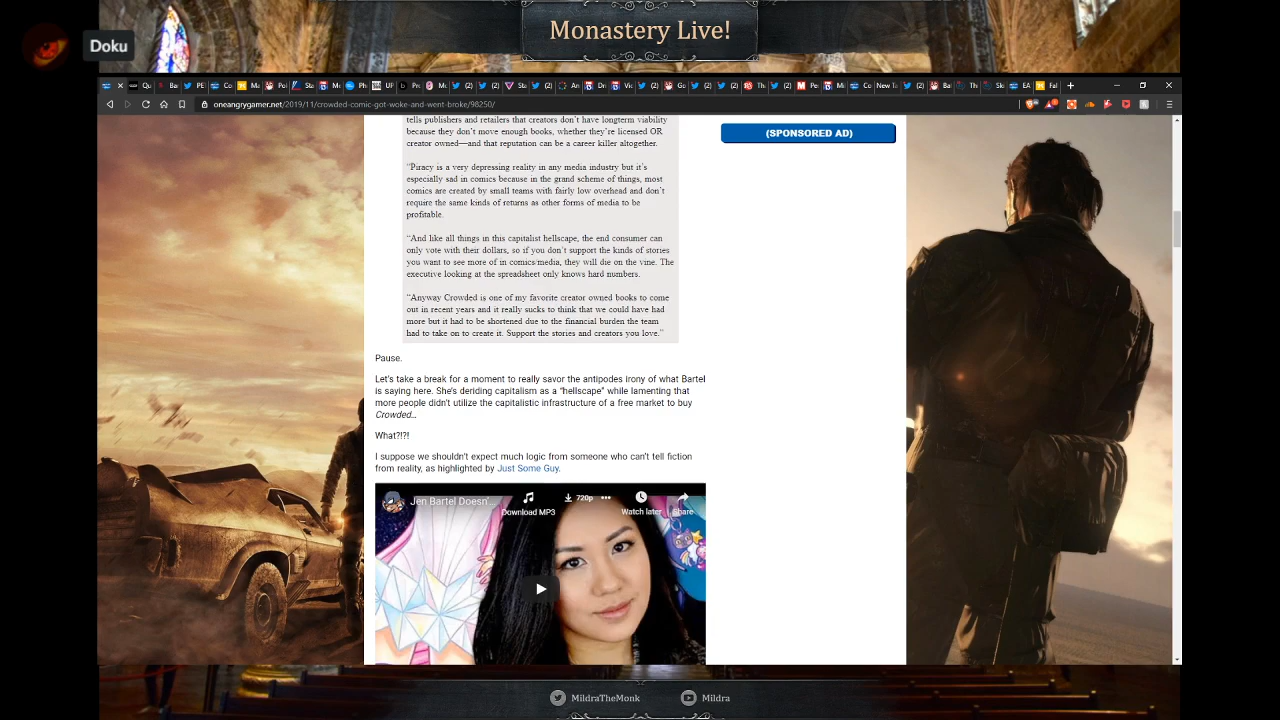 Monastery Live!
Doku
oneangrygamer.net/2019/11/crowded-comic-got-woke-and-went-broke/98250/
tells publishers and retailers that creators don't have longterm viability
because they don't move enough books, whether they're licensed OR
creator owned—and that reputation can be a career killer altogether.
"Piracy is a very depressing reality in any media industry but it's
especially sad in comics because in the grand scheme of things, most
comics are created by small teams with fairly low overhead and don't
require the same kinds of returns as other forms of media to be
profitable.
"And like all things in this capitalist hellscape, the end consumer can
only vote with their dollars, so if you don't support the kinds of stories
you want to see more of in comics/media, they will die on the vine. The
executive looking at the spreadsheet only knows hard numbers.
"Anyway Crowded is one of my favorite creator owned books to come
out in recent years and it really sucks to think that we could have had
more but it had to be shortened due to the financial burden the team
had to take on to create it. Support the stories and creators you love."
(SPONSORED AD)
Pause.
Let's take a break for a moment to really savor the antipodes irony of what Bartel
is saying here. She's deriding capitalism as a "hellscape" while lamenting that
more people didn't utilize the capitalistic infrastructure of a free market to buy
Crowded...
What?!?!
I suppose we shouldn't expect much logic from someone who can't tell fiction
from reality, as highlighted by Just Some Guy.
Jen Bartel Doesn'...
Download MP3
720p
Watch later
Share
MildraTheMonk
Mildra